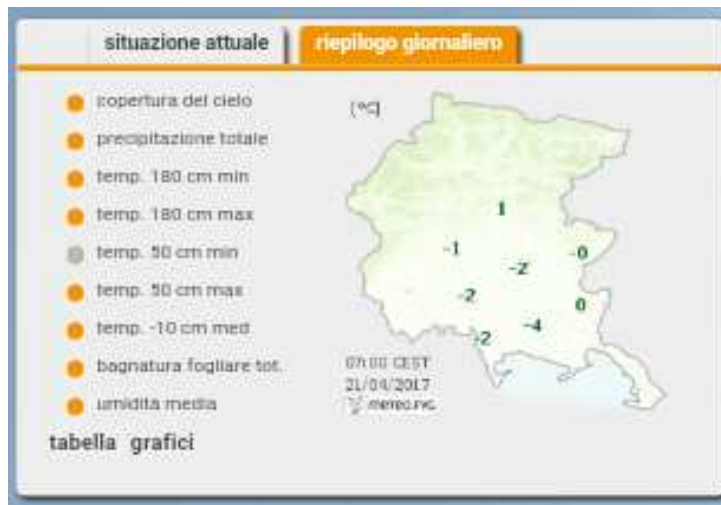 situazione attuale riepilogo giornaliero
copertura del cielo
[°C]
precipitazione totale
temp. 180 cm min
temp. 180 cm max
1
temp. 50 cm min
-1
-0
-2
temp. 50 cm max
-2
0
temp. -10 cm med
-4
-2
bagnatura fogliare tot.
07h00 CEST
21/04/2017
umidità media
meteo.fvg.
tabella grafici